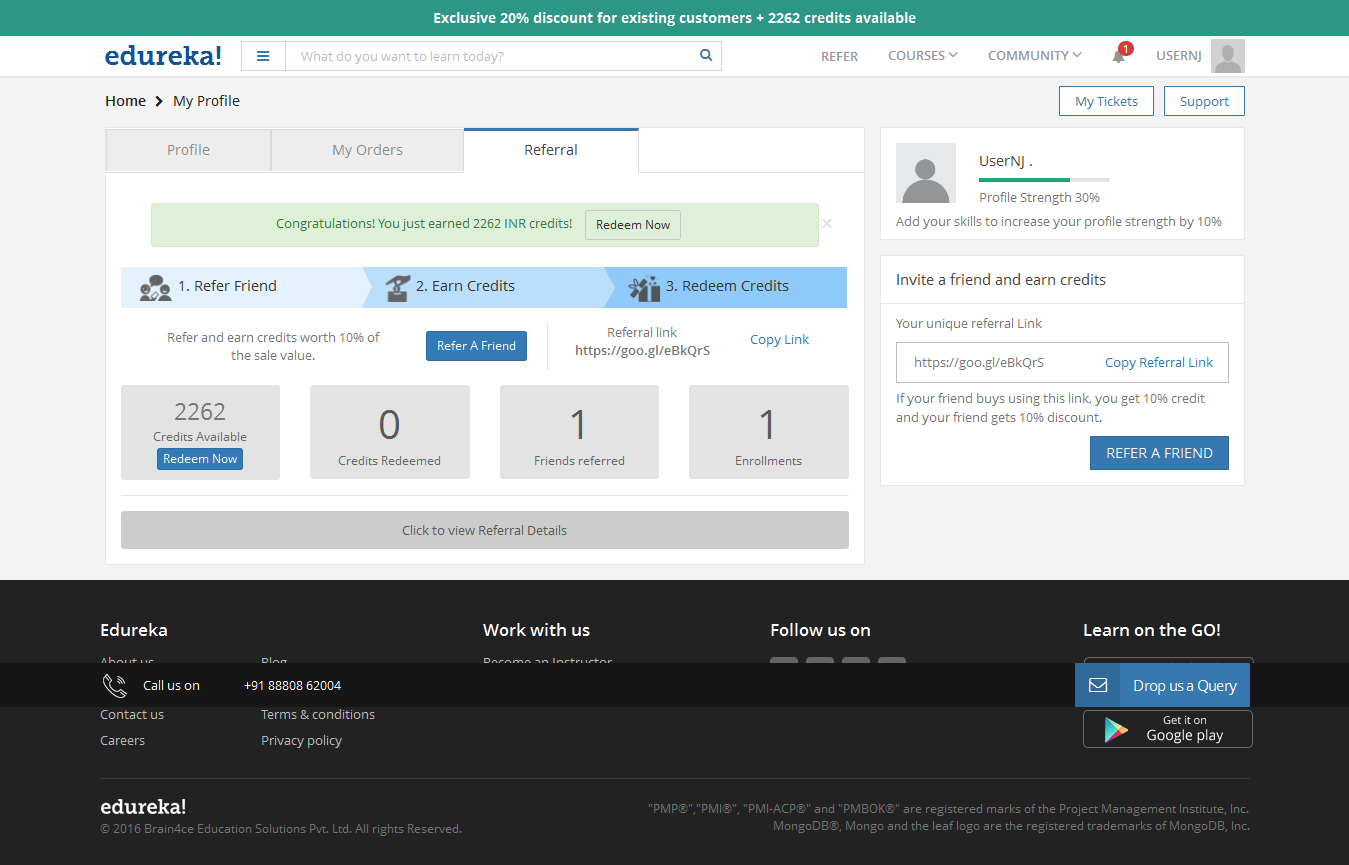 Exclusive 20% discount for existing customers + 2262 credits available
edureka!
What do you want to learn today?
REFER
COURSES
COMMUNITY
1
USERNJ
Home
My Profile
My Tickets
Support
Profile
My Orders
Referral
Congratulations! You just earned 2262 INR credits!
Redeem Now
×
1. Refer Friend
2. Earn Credits
3. Redeem Credits
Refer and earn credits worth 10% of
the sale value.
Refer A Friend
Referral link
https://goo.gl/eBkQrS
Copy Link
2262
Credits Available
Redeem Now
0
Credits Redeemed
1
Friends referred
1
Enrollments
Click to view Referral Details
UserNJ .
Profile Strength 30%
Add your skills to increase your profile strength by 10%
Invite a friend and earn credits
Your unique referral Link
https://goo.gl/eBkQrS
Copy Referral Link
If your friend buys using this link, you get 10% credit
and your friend gets 10% discount.
REFER A FRIEND
Edureka
Work with us
Follow us on
Learn on the GO!
About us
Blog
Become an Instructor
Call us on
+91 88808 62004
Drop us a Query
Contact us
Terms & conditions
Careers
Privacy policy
Get it on
Google play
edureka!
© 2016 Brain4ce Education Solutions Pvt. Ltd. All rights Reserved.
"PMP®","PMI®", "PMI-ACP®" and "PMBOK®" are registered marks of the Project Management Institute, Inc.
MongoDB®, Mongo and the leaf logo are the registered trademarks of MongoDB, Inc.